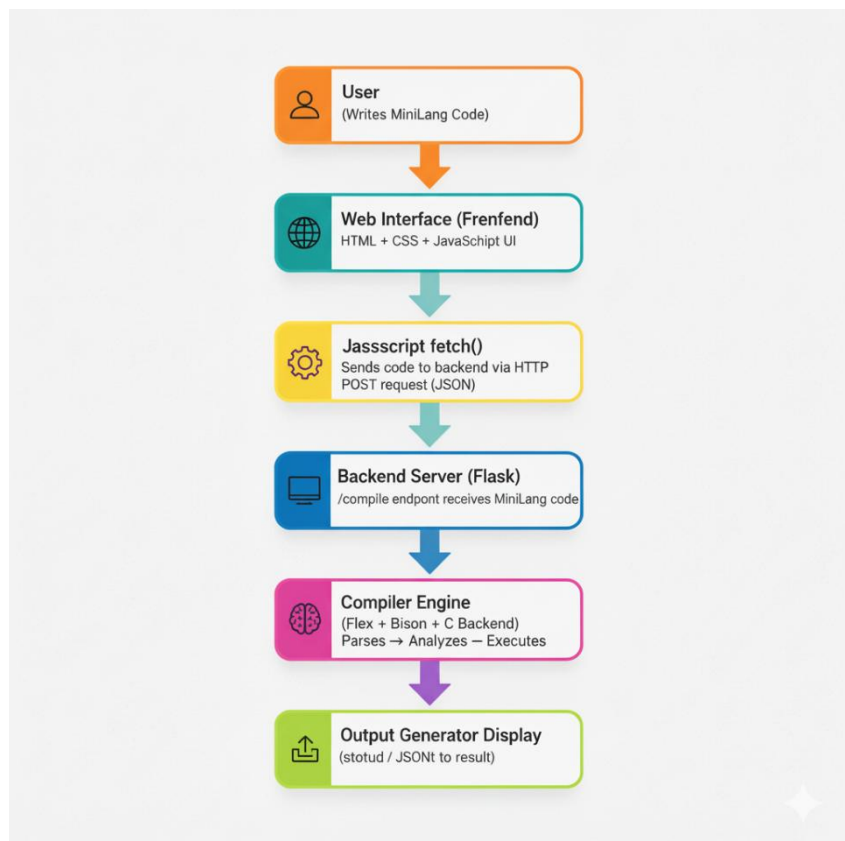 User
(Writes MiniLang Code)
Web Interface (Frenfend)
HTML + CSS + JavaSchipt UI
Jassscript fetch()
Sends code to backend via HTTP
POST request (JSON)
Backend Server (Flask)
/compile endpont receives MiniLang code
Compiler Engine
(Flex + Bison + C Backend)
Parses → Analyzes — Executes
Output Generator Display
(stotud / JSONt to result)